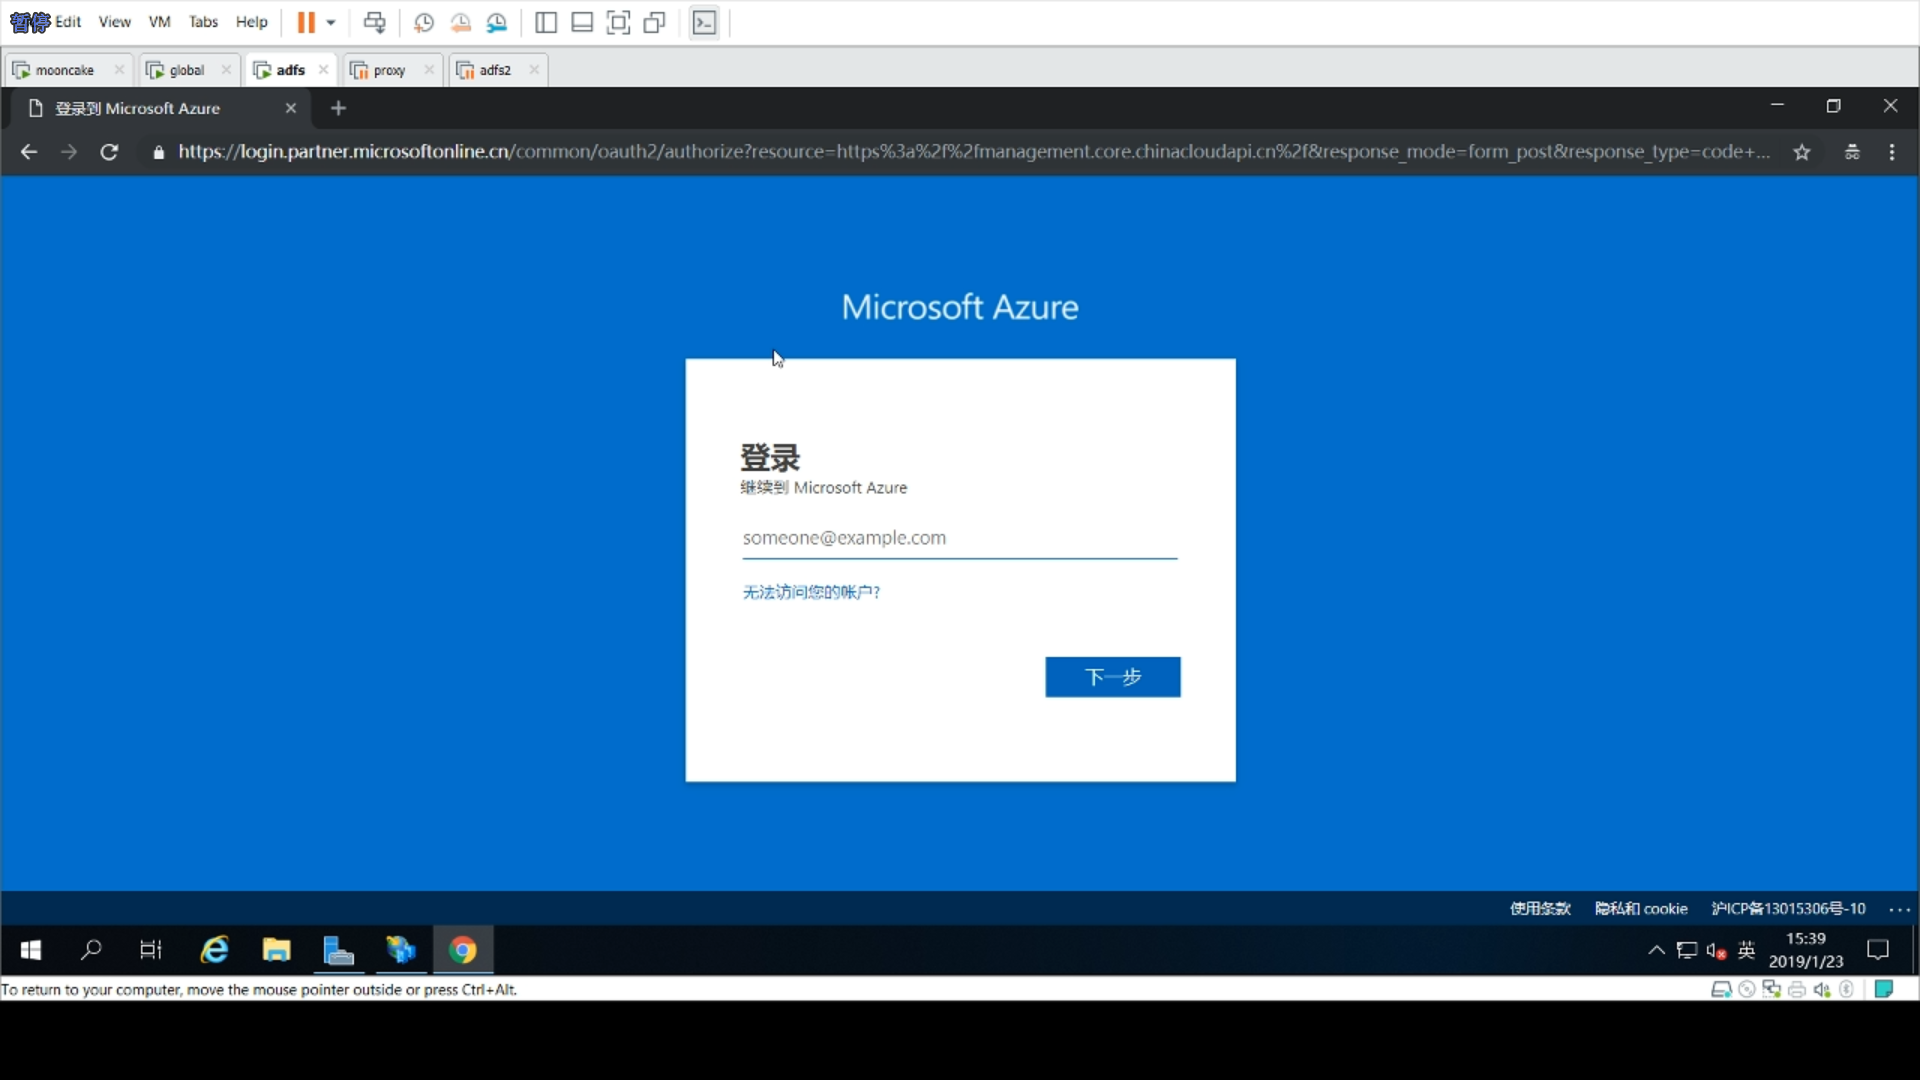 暂停 Edit View VM Tabs Help
mooncake global adfs proxy adfs2
登录到 Microsoft Azure
https://login.partner.microsoftonline.cn/common/oauth2/authorize?resource=https%3a%2f%2fmanagement.core.chinacloudapi.cn%2f&response_mode=form_post&response_type=code+...
Microsoft Azure
登录
继续到 Microsoft Azure
someone@example.com
无法访问您的帐户?
下一步
使用条款 隐私和 cookie 沪ICP备13015306号-10 ...
英
15:39
2019/1/23
To return to your computer, move the mouse pointer outside or press Ctrl+Alt.